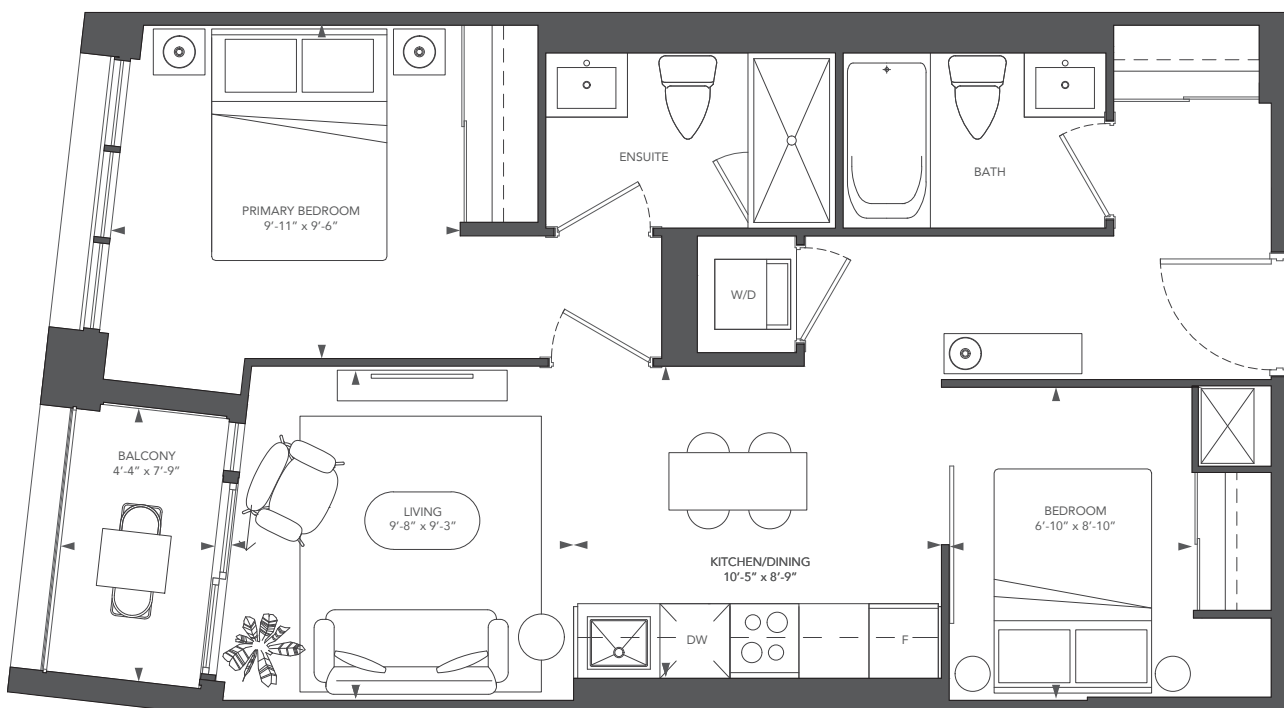 ENSUITE
BATH
PRIMARY BEDROOM
9'-11" x 9'-6"
W/D
BALCONY
4'-4" x 7'-9"
LIVING
9'-8" x 9'-3"
BEDROOM
6'-10" x 8'-10"
KITCHEN/DINING
10'-5" x 8'-9"
DW
F